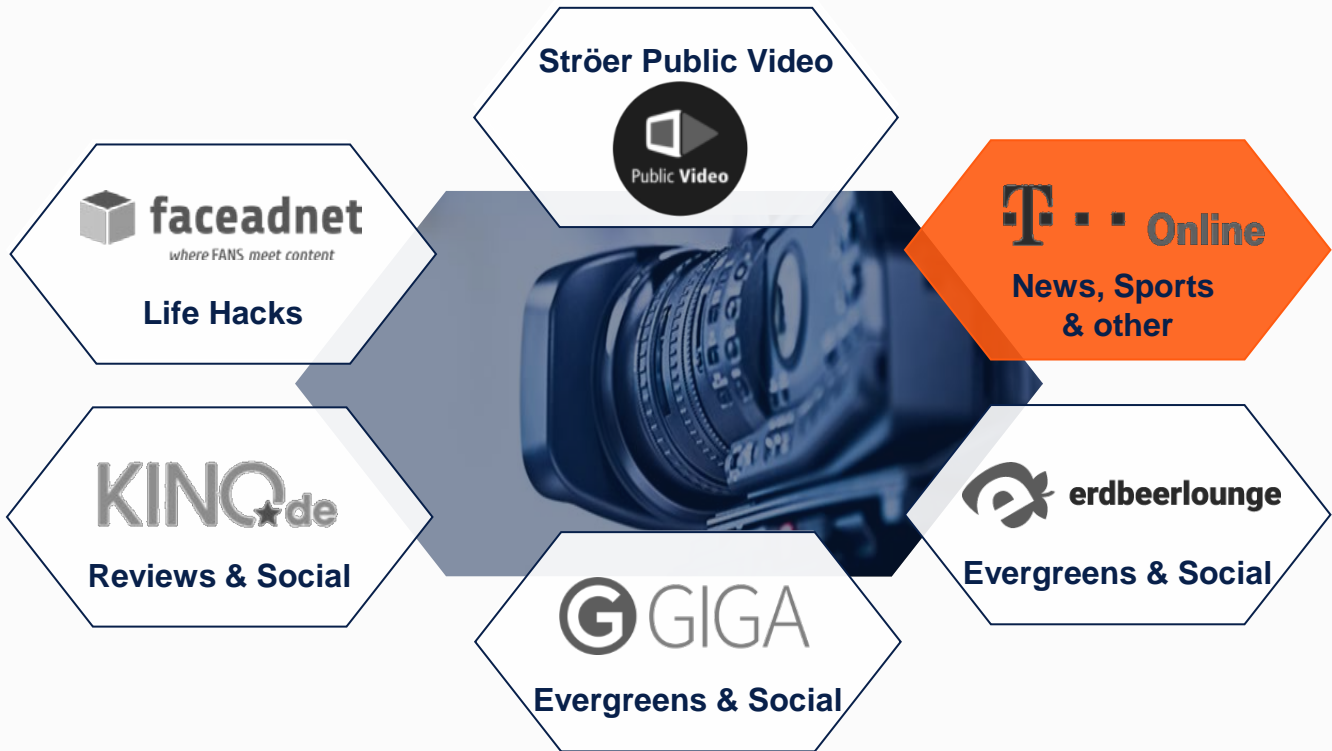 Ströer Public Video
Public Video
faceadnet
where FANS meet content
Life Hacks
T · · Online
News, Sports
& other
KINO.de
Reviews & Social
erdbeerlounge
Evergreens & Social
G GIGA
Evergreens & Social